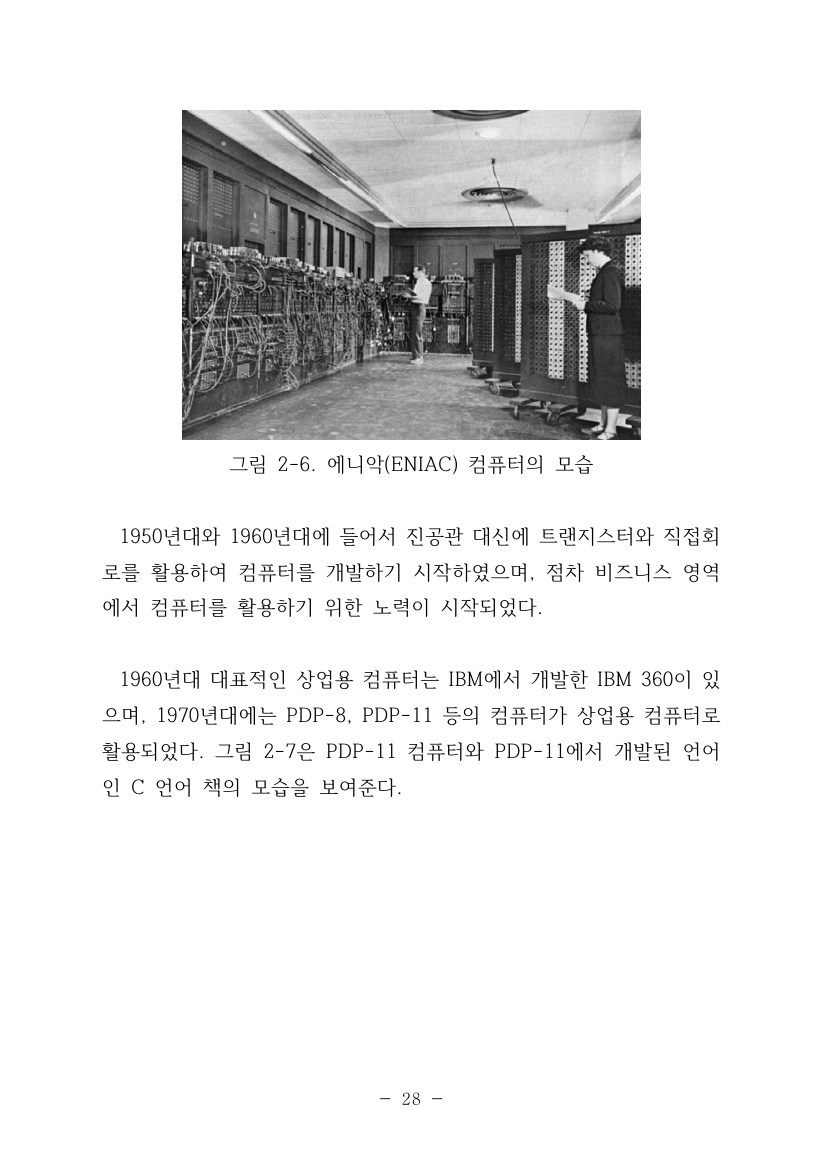 그림 2-6. 에니악(ENIAC) 컴퓨터의 모습
1950년대와 1960년대에 들어서 진공관 대신에 트랜지스터와 직접회
로를 활용하여 컴퓨터를 개발하기 시작하였으며, 점차 비즈니스 영역
에서 컴퓨터를 활용하기 위한 노력이 시작되었다.
1960년대 대표적인 상업용 컴퓨터는 IBM에서 개발한 IBM 360이 있
으며, 1970년대에는 PDP-8, PDP-11 등의 컴퓨터가 상업용 컴퓨터로
활용되었다. 그림 2-7은 PDP-11 컴퓨터와 PDP-11에서 개발된 언어
인 C 언어 책의 모습을 보여준다.
- 28 -